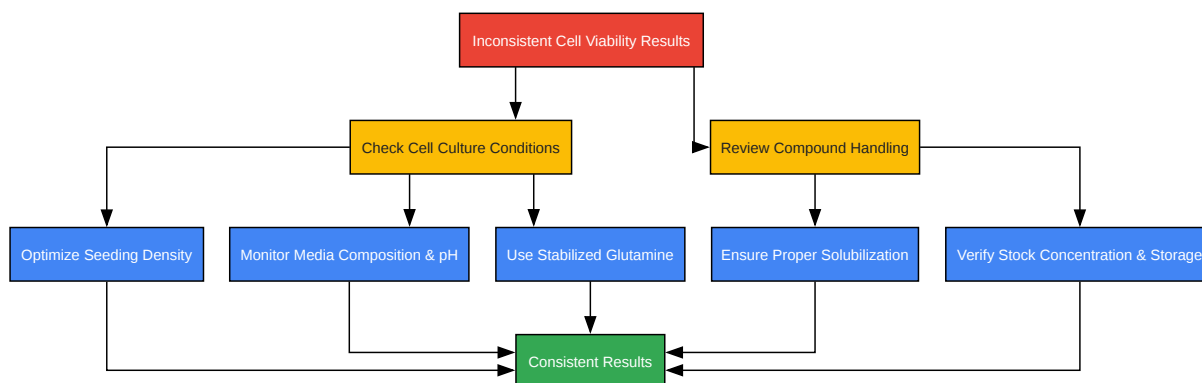 Inconsistent Cell Viability Results
Check Cell Culture Conditions
Review Compound Handling
Optimize Seeding Density
Monitor Media Composition & pH
Use Stabilized Glutamine
Ensure Proper Solubilization
Verify Stock Concentration & Storage
Consistent Results